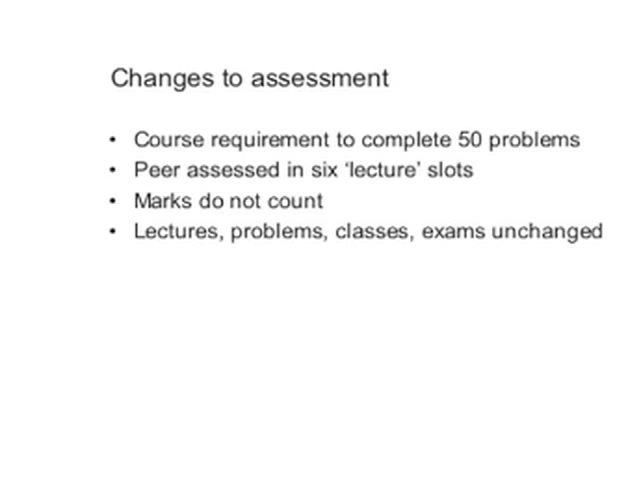 Changes to assessment
• Course requirement to complete 50 problems
• Peer assessed in six ‘lecture’ slots
• Marks do not count
• Lectures, problems, classes, exams unchanged